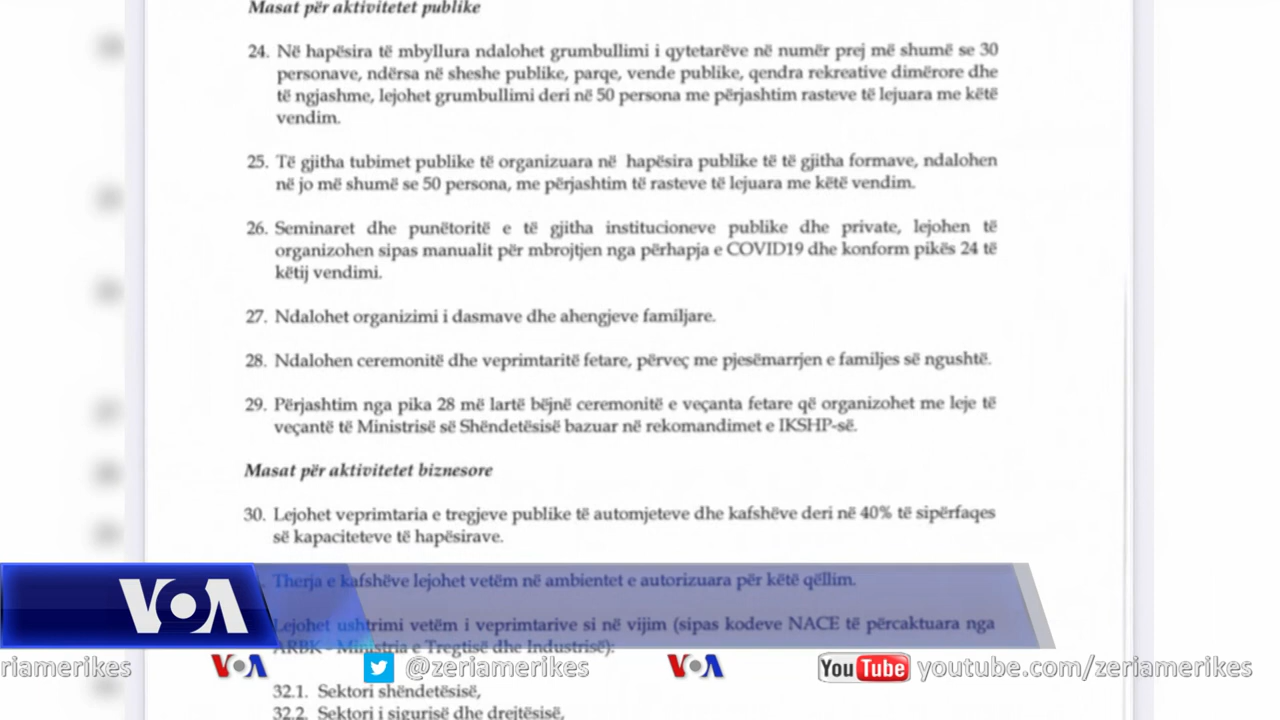 Masat për aktivitetet publike
24. Në hapësira të mbyllura ndalohet grumbullimi i qytetarëve në numër prej më shumë se 30
personave, ndërsa në sheshe publike, parqe, vende publike, qendra rekreative dimërore dhe
të ngjashme, lejohet grumbullimi deri në 50 persona me përjashtim rasteve të lejuara me këtë
vendim.
25. Të gjitha tubimet publike të organizuara në hapësira publike të të gjitha formave, ndalohen
në jo më shumë se 50 persona, me përjashtim të rasteve të lejuara me këtë vendim.
26. Seminaret dhe punëtoritë e të gjitha institucioneve publike dhe private, lejohen të
organizohen sipas manualit për mbrojtjen nga përhapja e COVID19 dhe konform pikës 24 të
këtij vendimi.
27. Ndalohet organizimi i dasmave dhe ahengjeve familjare.
28. Ndalohen ceremonitë dhe veprimtaritë fetare, përveç me pjesëmarrjen e familjes së ngushtë.
29. Përjashtim nga pika 28 më lartë bëjnë ceremonitë e veçanta fetare që organizohet me leje të
veçantë të Ministrisë së Shëndetësisë bazuar në rekomandimet e IKSHP-së.
Masat për aktivitetet biznesore
30. Lejohet veprimtaria e tregjeve publike të automjeteve dhe kafshëve deri në 40% të sipërfaqes
së kapaciteteve të hapësirave.
Therja e kafshëve lejohet vetëm në ambientet e autorizuara për këtë qëllim.
VOA
Lejohet ushtrimi vetëm i veprimtarive si në vijim (sipas kodeve NACE të përcaktuara nga
ARBK - Ministria e Tregtisë dhe Industrisë):
riamerikes VOA @zeriamerikes VOA YouTube youtube.com/zeriamerikes
32.1. Sektori shëndetësisë,
32.2. Sektori i sigurisë dhe drejtësisë,